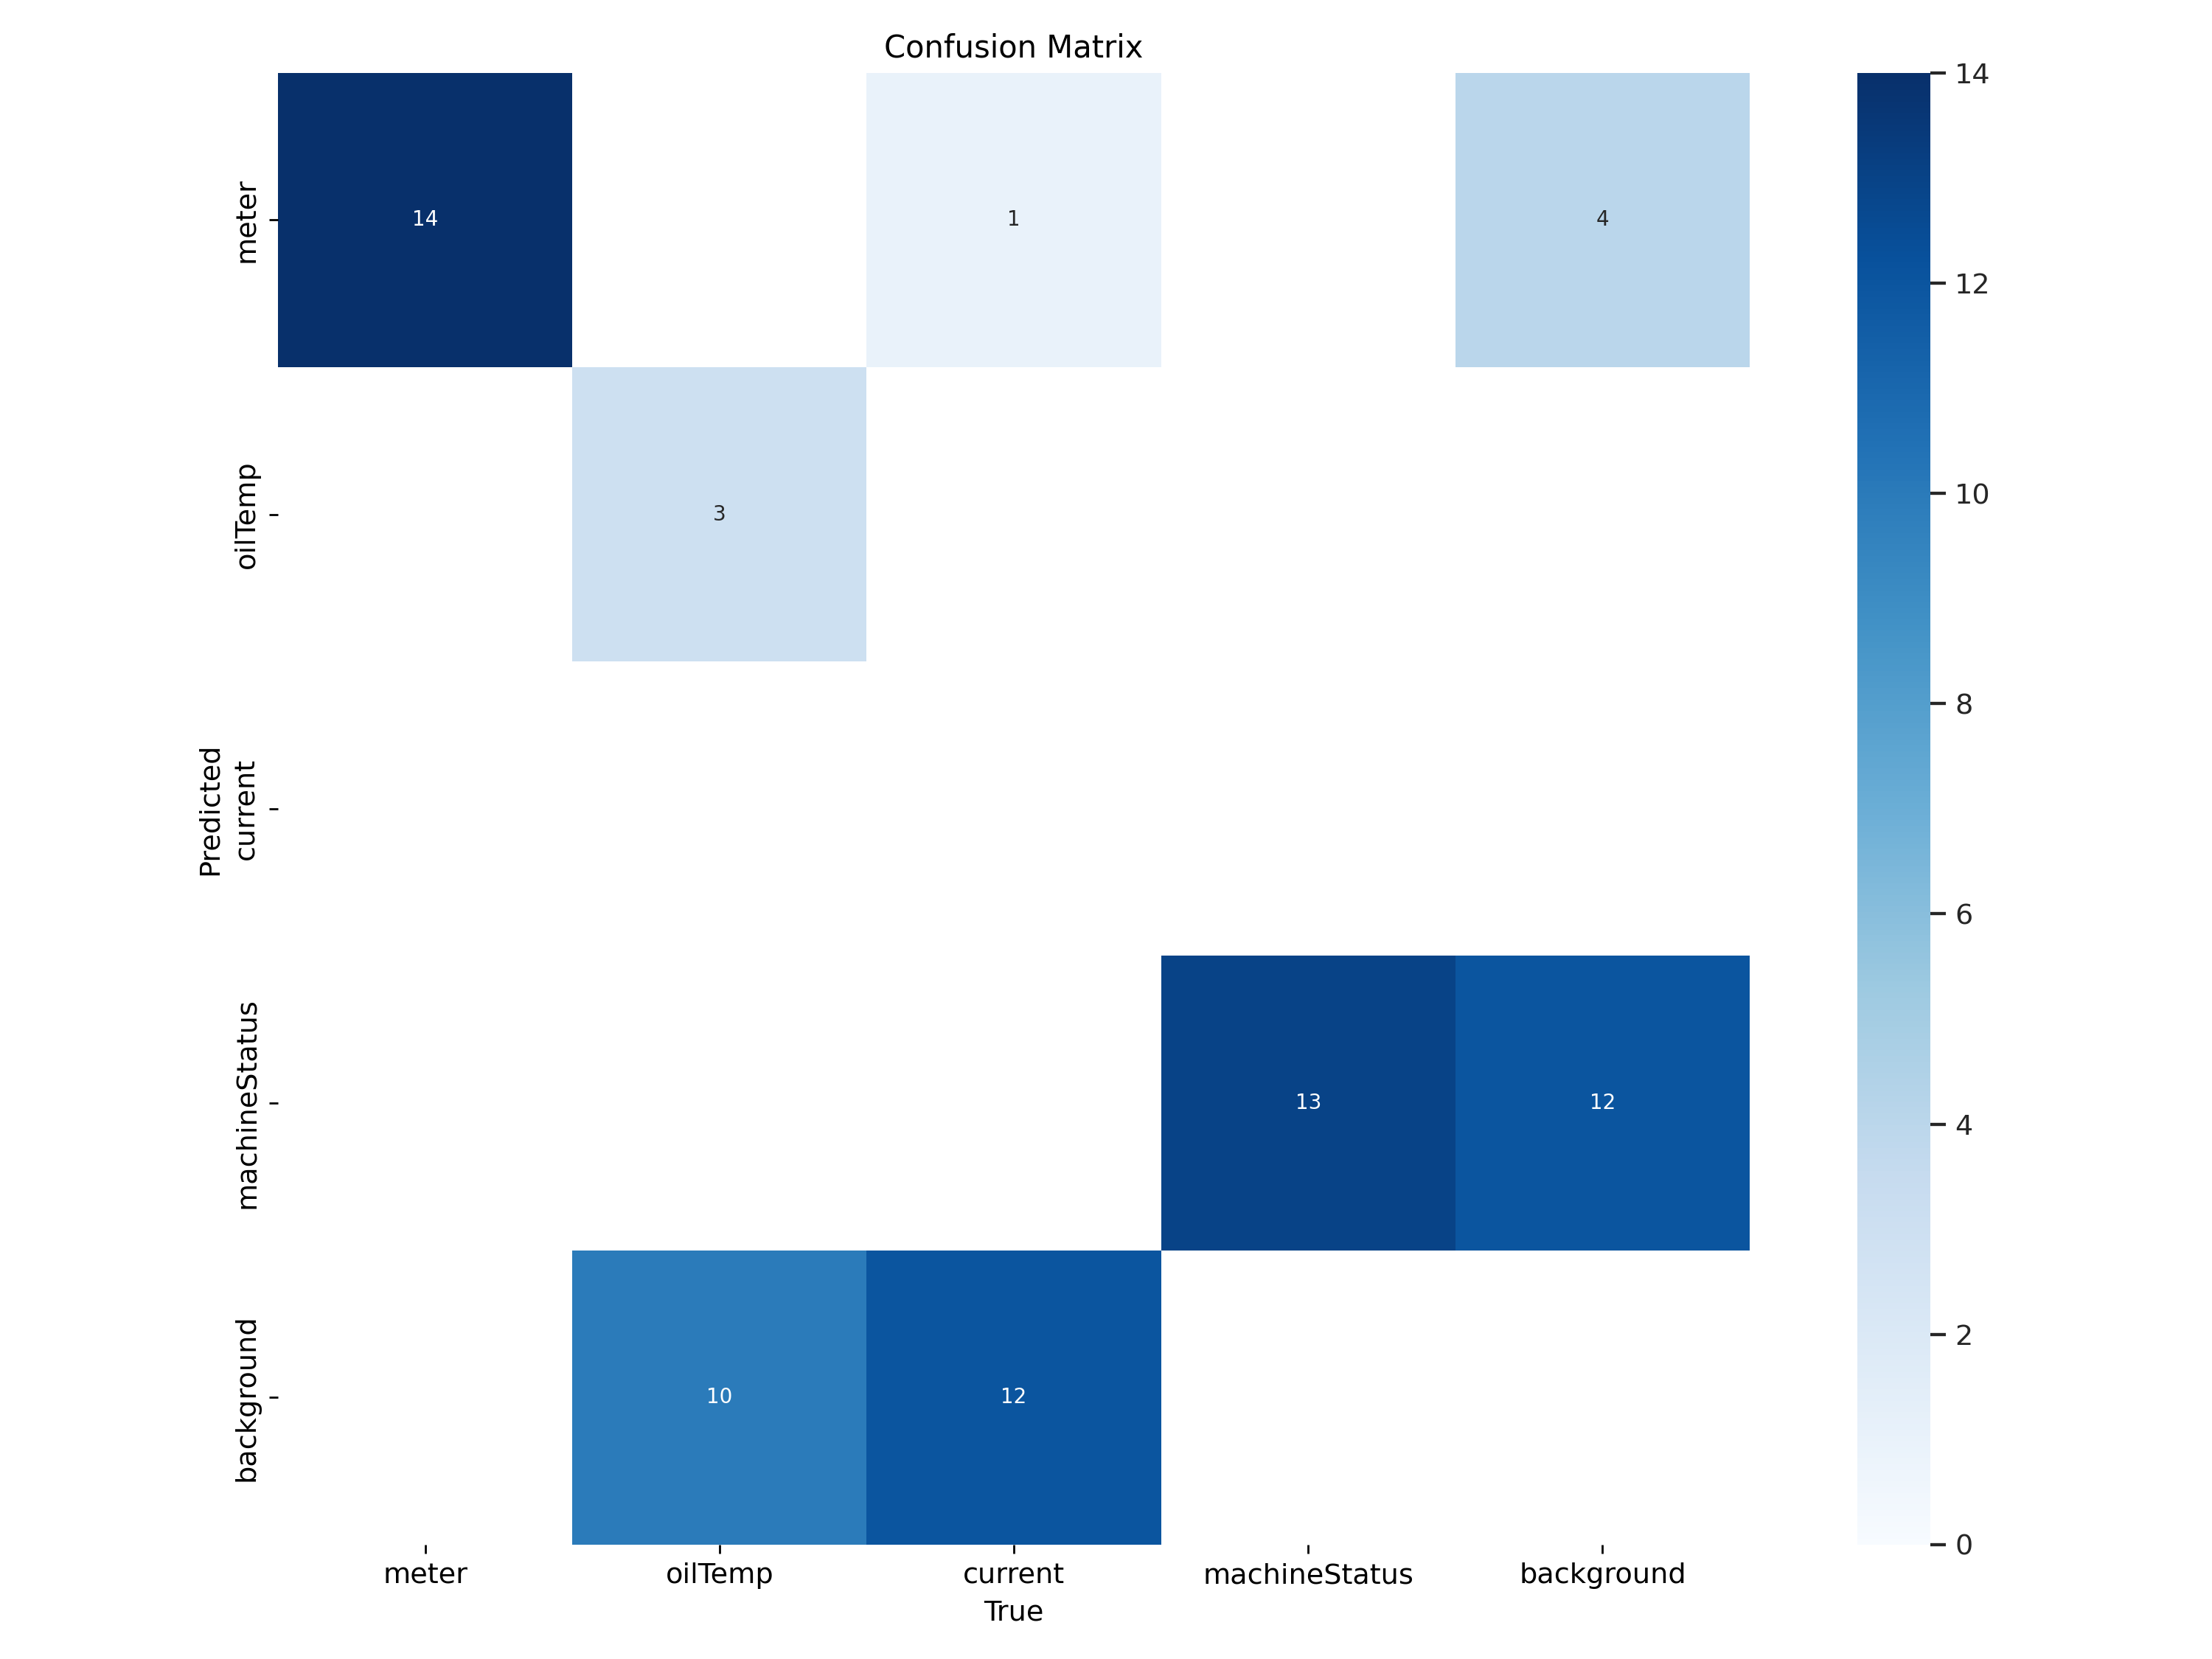 Confusion Matrix
meter
oilTemp
current
machineStatus
background
Predicted
14
1
4
3
13
12
10
12
meter
oilTemp
current
machineStatus
background
True
14
12
10
8
6
4
2
0